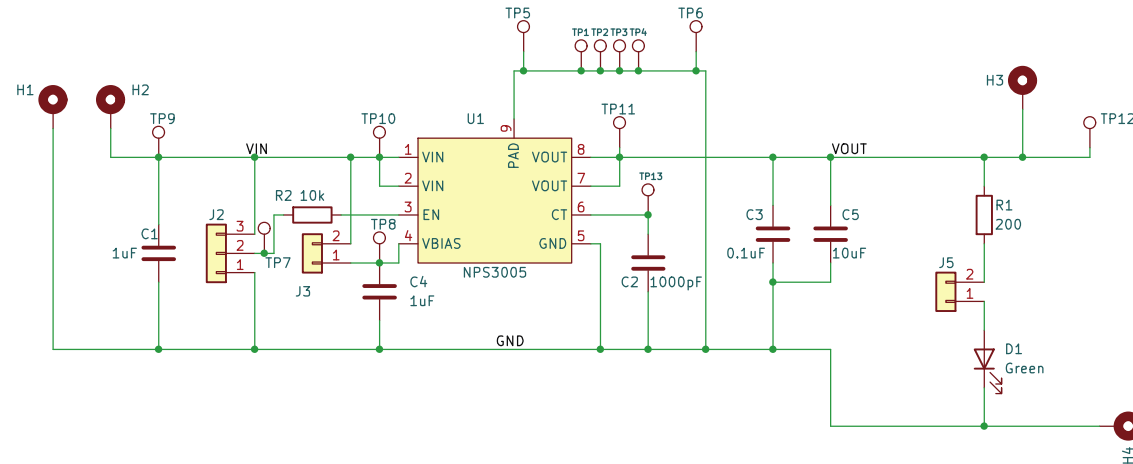 TP5
TP6
TP1 TP2 TP3 TP4
H1
H2
H3
TP9
TP10
U1
9
TP11
TP12
VIN
1
VIN
PAD
VOUT
8
VOUT
2
VIN
VOUT
7
TP13
R2 10k
3
EN
CT
6
J2
3
2
1
TP7
TP8
4
VBIAS
GND
5
NPS3005
C1
1uF
J3
2
1
C4
1uF
C2
1000pF
C3
0.1uF
C5
10uF
R1
200
J5
2
1
GND
D1
Green
H4